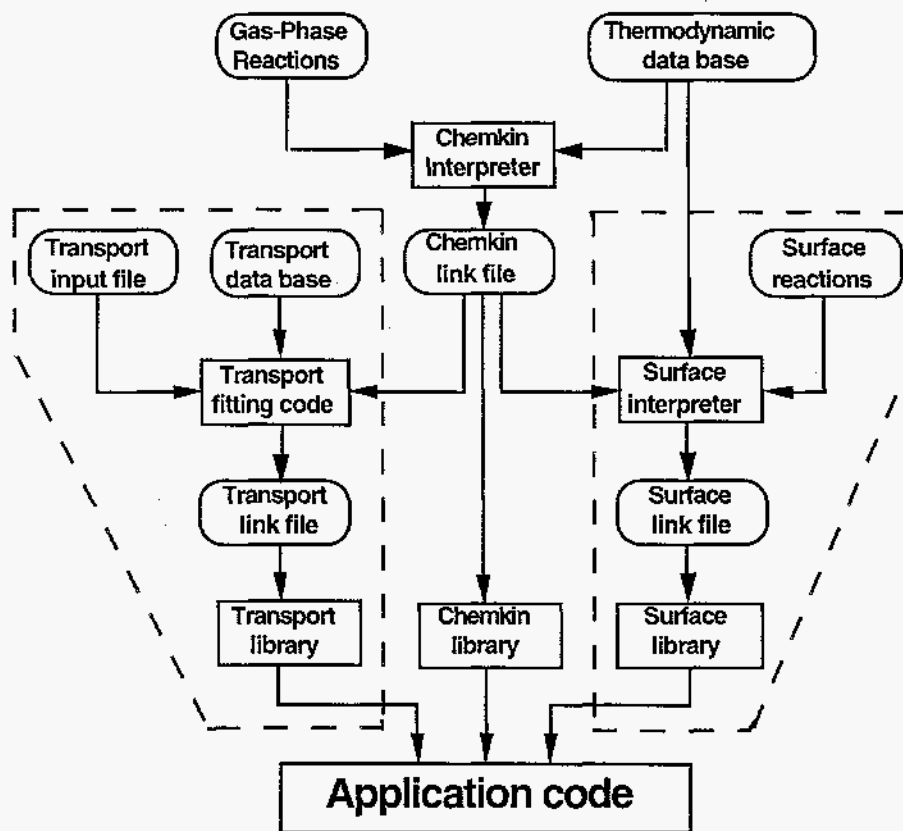 Gas-Phase
Reactions
Thermodynamic
data base
Chemkin
Interpreter
Transport
input file
Transport
data base
Chemkin
link file
Surface
reactions
Transport
fitting code
Surface
interpreter
Transport
link file
Surface
link file
Transport
library
Chemkin
library
Surface
library
Application code